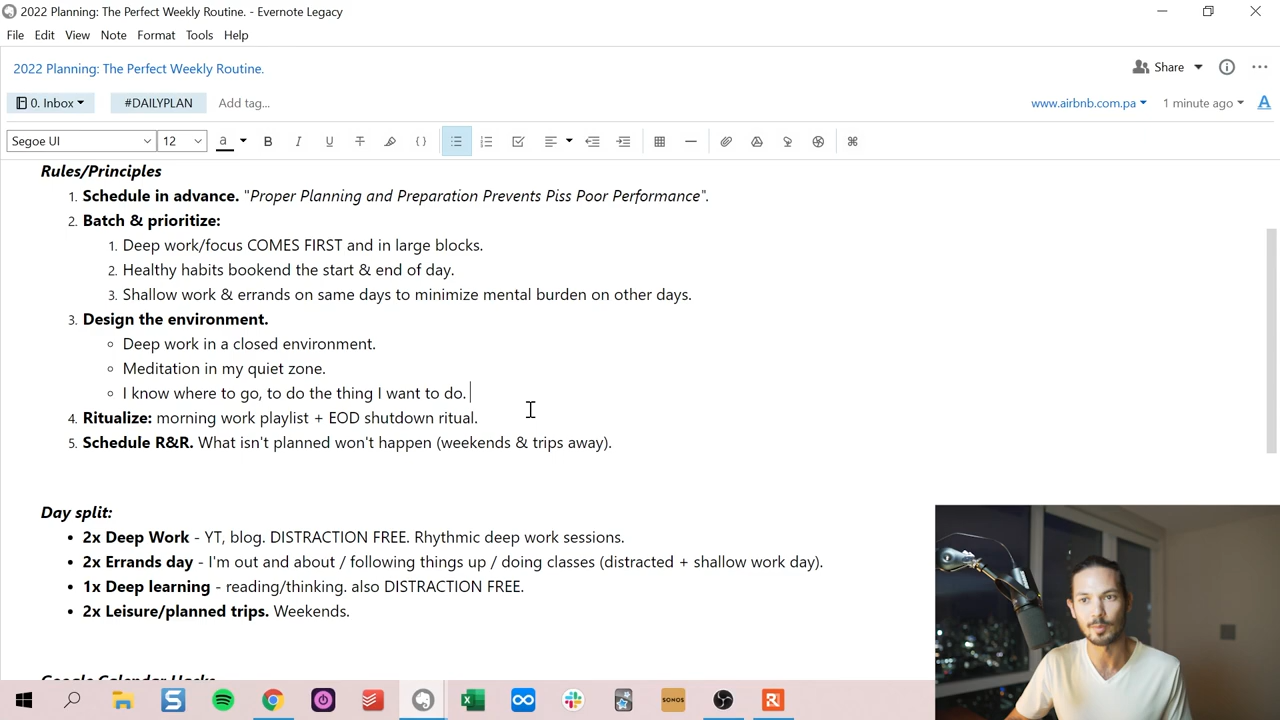 2022 Planning: The Perfect Weekly Routine. - Evernote Legacy
File Edit View Note Format Tools Help
2022 Planning: The Perfect Weekly Routine.
Share
0. Inbox #DAILYPLAN Add tag...
www.airbnb.com.pa 1 minute ago A
Segoe UI 12 a B I U T { }
Rules/Principles
1. Schedule in advance. "Proper Planning and Preparation Prevents Piss Poor Performance".
2. Batch & prioritize:
1. Deep work/focus COMES FIRST and in large blocks.
2. Healthy habits bookend the start & end of day.
3. Shallow work & errands on same days to minimize mental burden on other days.
3. Design the environment.
Deep work in a closed environment.
Meditation in my quiet zone.
I know where to go, to do the thing I want to do.
4. Ritualize: morning work playlist + EOD shutdown ritual.
5. Schedule R&R. What isn't planned won't happen (weekends & trips away).
Day split:
• 2x Deep Work - YT, blog. DISTRACTION FREE. Rhythmic deep work sessions.
• 2x Errands day - I'm out and about / following things up / doing classes (distracted + shallow work day).
• 1x Deep learning - reading/thinking. also DISTRACTION FREE.
• 2x Leisure/planned trips. Weekends.
Google Calendar Hacks
SONOS